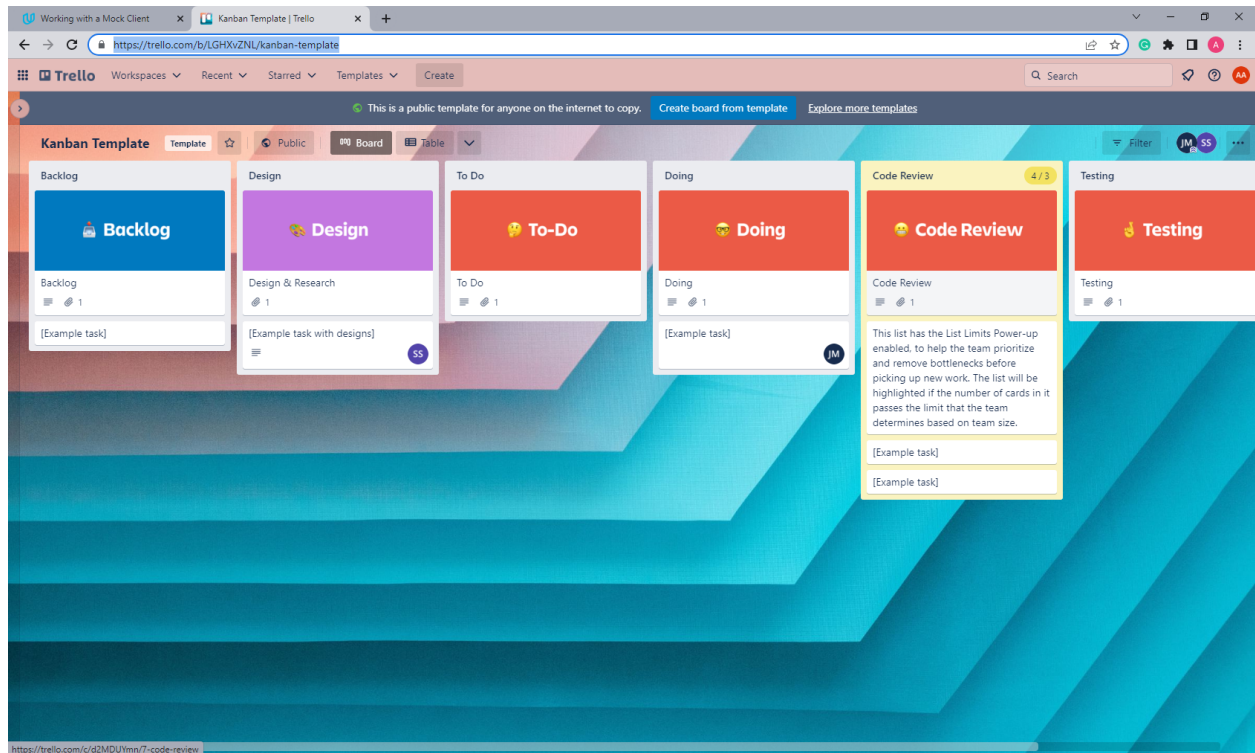 Working with a Mock Client
Kanban Template | Trello
https://trello.com/b/LGHXvZNL/kanban-template
A
Trello
Workspaces
Recent
Starred
Templates
Create
Search
AA
This is a public template for anyone on the internet to copy.
Create board from template
Explore more templates
Kanban Template
Template
Public
Board
Table
Filter
JM
SS
Backlog
Backlog
Backlog
1
[Example task]
Design
Design
Design & Research
1
[Example task with designs]
SS
To Do
To-Do
To Do
1
Doing
Doing
Doing
1
[Example task]
JM
Code Review
4/3
Code Review
Code Review
1
This list has the List Limits Power-up
enabled, to help the team prioritize
and remove bottlenecks before
picking up new work. The list will be
highlighted if the number of cards in it
passes the limit that the team
determines based on team size.
[Example task]
[Example task]
Testing
Testing
Testing
1
https://trello.com/c/d2MDUYmn/7-code-review